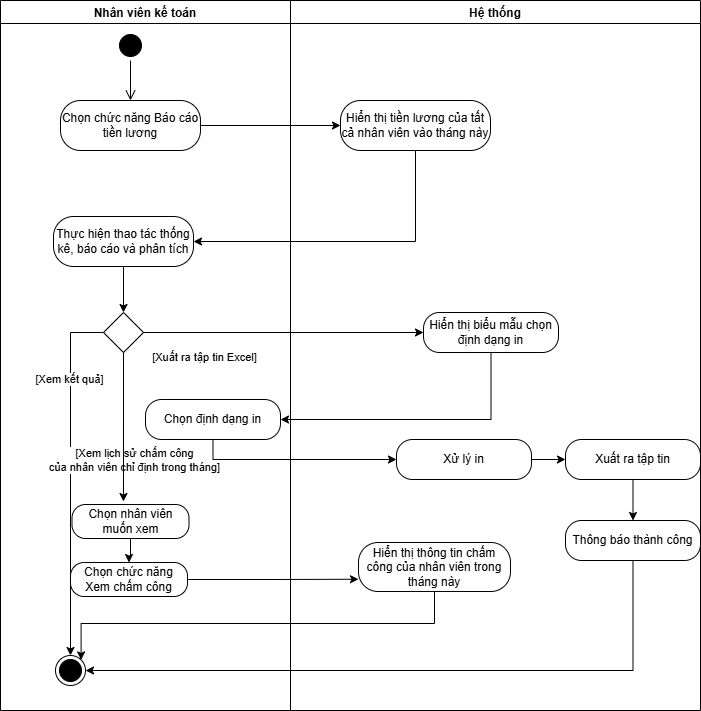 Nhân viên kế toán
Hệ thống
Chọn chức năng Báo cáo
tiền lương
Hiển thị tiền lương của tất
cả nhân viên vào tháng này
Thực hiện thao tác thống
kê, báo cáo và phân tích
Hiển thị biểu mẫu chọn
định dạng in
[Xuất ra tập tin Excel]
[Xem kết quả]
Chọn định dạng in
[Xem lịch sử chấm công
của nhân viên chỉ định trong tháng]
Xử lý in
Xuất ra tập tin
Chọn nhân viên
muốn xem
Thông báo thành công
Hiển thị thông tin chấm
công của nhân viên trong
tháng này
Chọn chức năng
Xem chấm công